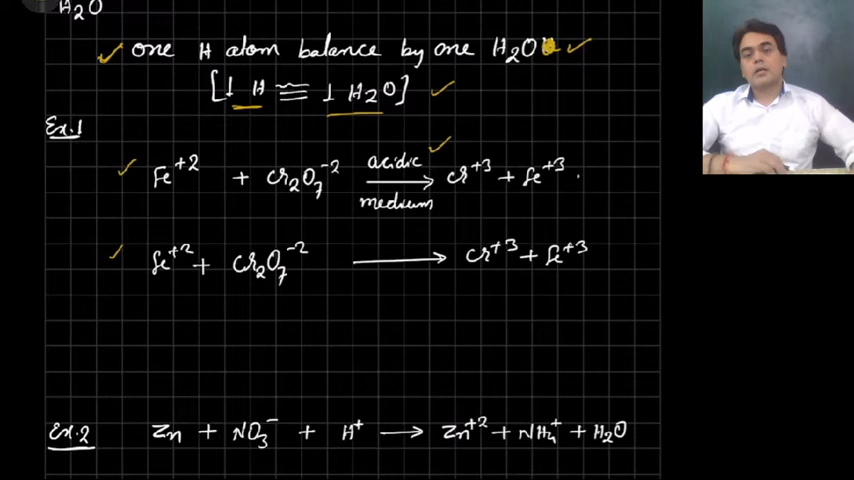 H2O
one H atom balance by one H2O
[1 H ≅ 1 H2O]
Ex.1
Fe+2 + Cr2O7-2 acidic medium → Cr+3 + Fe+3.
Fe+2 + Cr2O7-2 → Cr+3 + Fe+3
Ex.2 Zn + NO3- + H+ → Zn+2 + NH4+ + H2O